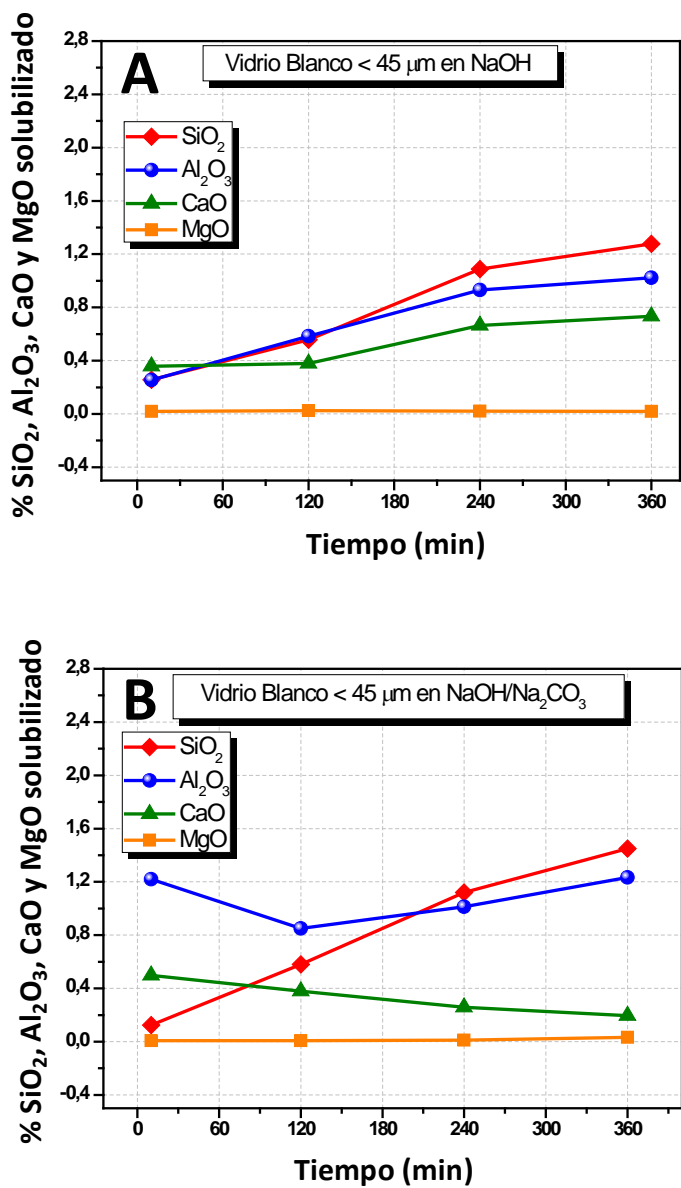 A
Vidrio Blanco < 45 μm en NaOH
SiO₂
Al₂O₃
CaO
MgO
% SiO₂, Al₂O₃, CaO y MgO solubilizado
2,8
2,4
2,0
1,6
1,2
0,8
0,4
0,0
-0,4
0 60 120 180 240 300 360
Tiempo (min)
B
Vidrio Blanco < 45 μm en NaOH/Na₂CO₃
SiO₂
Al₂O₃
CaO
MgO
% SiO₂, Al₂O₃, CaO y MgO solubilizado
2,8
2,4
2,0
1,6
1,2
0,8
0,4
0,0
-0,4
0 60 120 180 240 300 360
Tiempo (min)